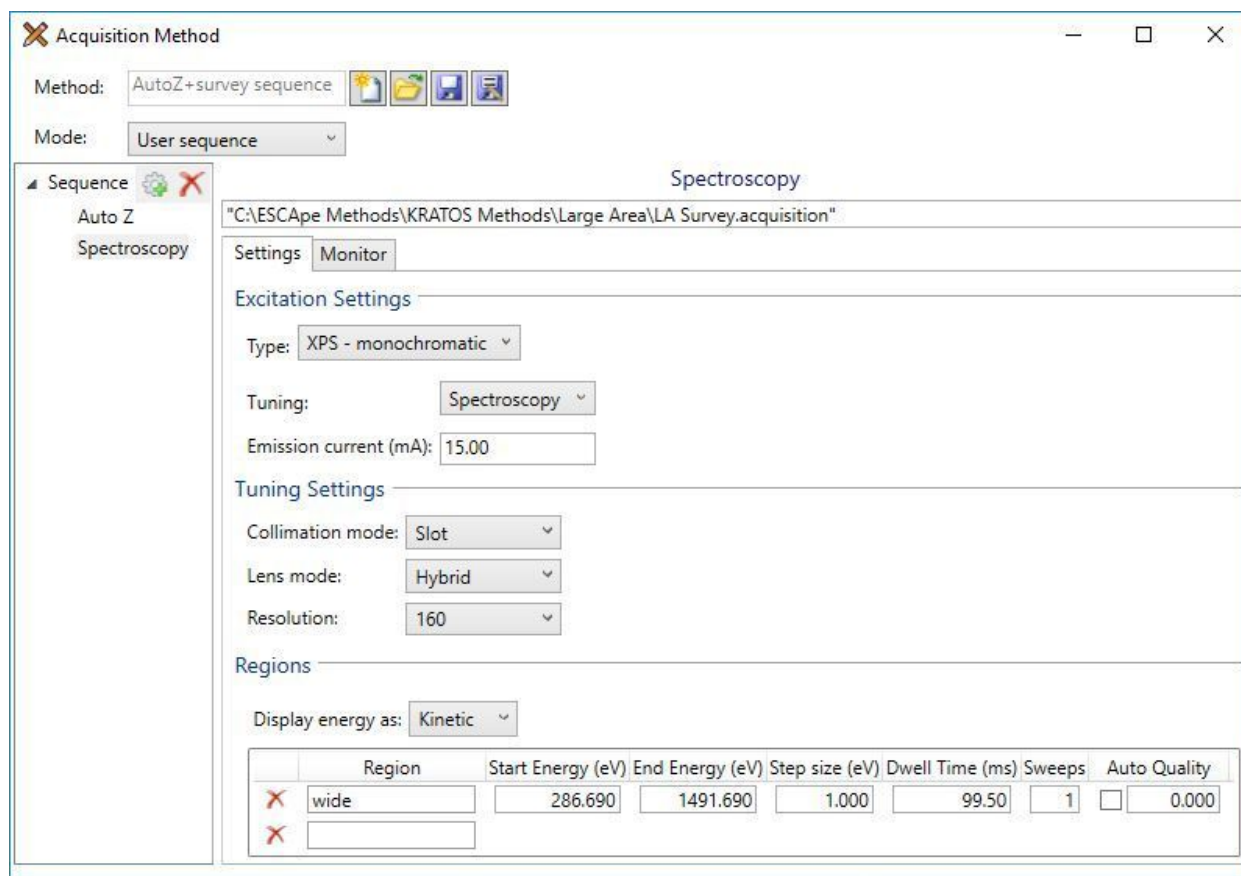 Acquisition Method
Method: AutoZ+survey sequence
Mode: User sequence
Sequence
Auto Z
Spectroscopy
Spectroscopy
"C:\ESCApe Methods\KRATOS Methods\Large Area\LA Survey.acquisition"
Settings Monitor
Excitation Settings
Type: XPS - monochromatic
Tuning: Spectroscopy
Emission current (mA): 15.00
Tuning Settings
Collimation mode: Slot
Lens mode: Hybrid
Resolution: 160
Regions
Display energy as: Kinetic
Region Start Energy (eV) End Energy (eV) Step size (eV) Dwell Time (ms) Sweeps Auto Quality
wide 286.690 1491.690 1.000 99.50 1 0.000